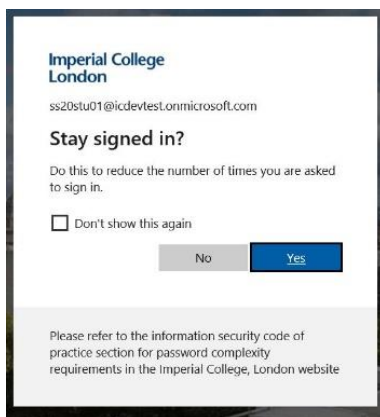 Imperial College
London
ss20stu01@icdevtest.onmicrosoft.com
Stay signed in?
Do this to reduce the number of times you are asked
to sign in.
Don't show this again
No
Yes
Please refer to the information security code of
practice section for password complexity
requirements in the Imperial College, London website